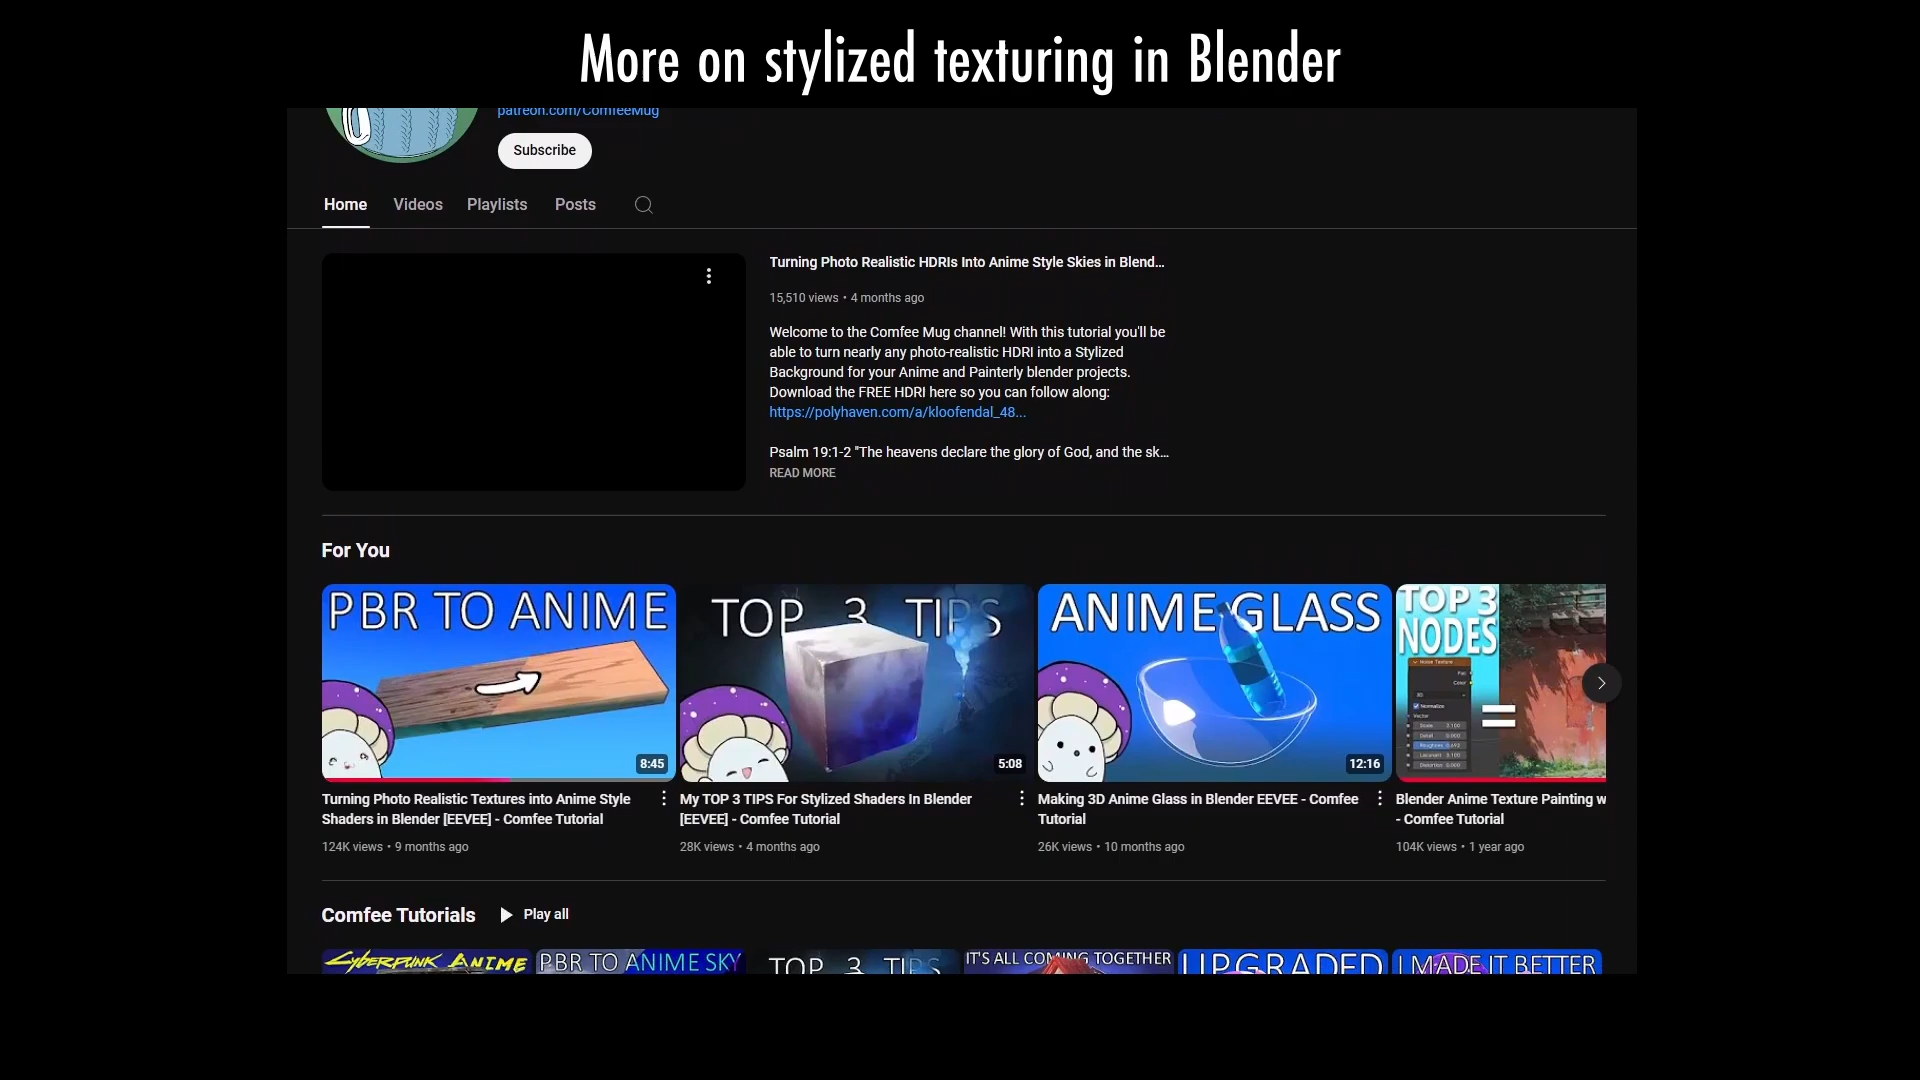 More on stylized texturing in Blender
patreon.com/ComfeeMug
Subscribe
Home Videos Playlists Posts
Turning Photo Realistic HDRIs Into Anime Style Skies in Blend...
15,510 views • 4 months ago
Welcome to the Comfee Mug channel! With this tutorial you'll be
able to turn nearly any photo-realistic HDRI into a Stylized
Background for your Anime and Painterly blender projects.
Download the FREE HDRI here so you can follow along:
https://polyhaven.com/a/kloofendal_48...
Psalm 19:1-2 "The heavens declare the glory of God, and the sk...
READ MORE
For You
PBR TO ANIME
8:45
Turning Photo Realistic Textures into Anime Style
Shaders in Blender [EEVEE] - Comfee Tutorial
124K views • 9 months ago
TOP 3 TIPS
5:08
My TOP 3 TIPS For Stylized Shaders In Blender
[EEVEE] - Comfee Tutorial
28K views • 4 months ago
ANIME GLASS
12:16
Making 3D Anime Glass in Blender EEVEE - Comfee
Tutorial
26K views • 10 months ago
TOP 3
NODES
Noise Texture
Color
Normalize
Vector
=
Blender Anime Texture Painting w
- Comfee Tutorial
104K views • 1 year ago
Comfee Tutorials Play all
CYBERPUNK ANIME
PBR TO ANIME SKY
TOP 3 TIPS
IT'S ALL COMING TOGETHER
UPGRADED
I MADE IT BETTER